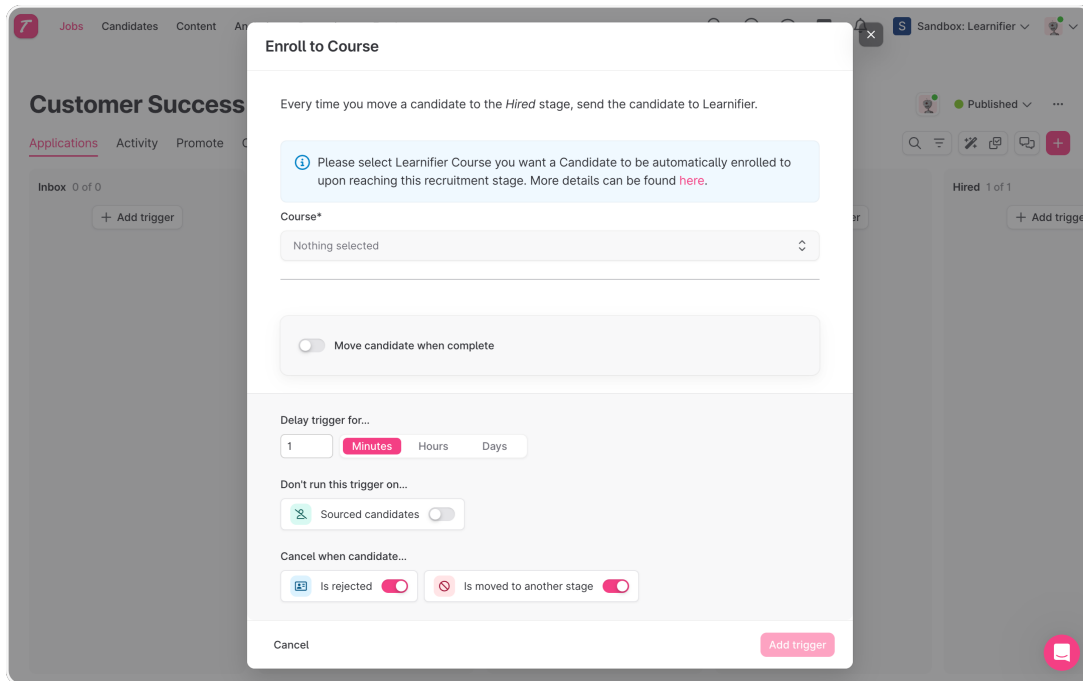 Jobs Candidates Content An
S Sandbox: Learnifier
Enroll to Course
Every time you move a candidate to the Hired stage, send the candidate to Learnifier.
Customer Success
Published
Applications Activity Promote
Please select Learnifier Course you want a Candidate to be automatically enrolled to
upon reaching this recruitment stage. More details can be found here.
Inbox 0 of 0
Hired 1 of 1
+ Add trigger
er
+ Add trigge
Course*
Nothing selected
Move candidate when complete
Delay trigger for...
1 Minutes Hours Days
Don't run this trigger on...
Sourced candidates
Cancel when candidate...
Is rejected Is moved to another stage
Cancel Add trigger